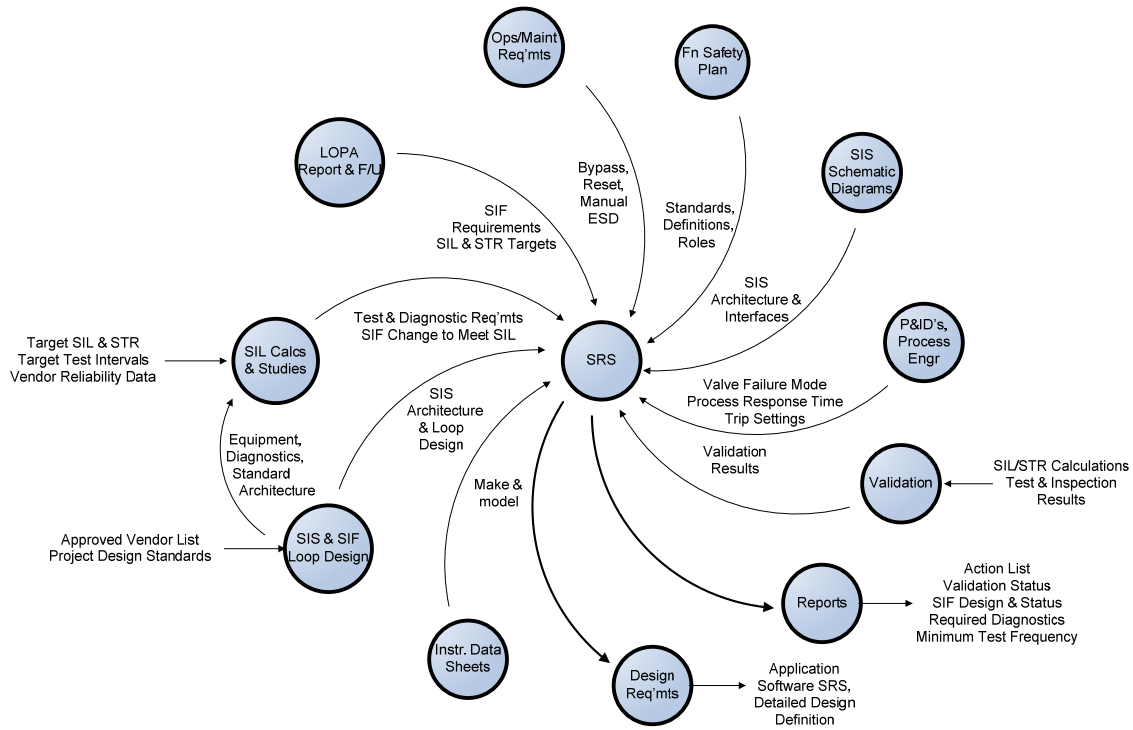 Ops/Maint
Req'mts
Fn Safety
Plan
LOPA
Report & F/U
SIS
Schematic
Diagrams
Bypass,
Reset,
Manual
ESD
SIF
Requirements
SIL & STR Targets
Standards,
Definitions,
Roles
SIS
Architecture &
Interfaces
Test & Diagnostic Req'mts
SIF Change to Meet SIL
Target SIL & STR
Target Test Intervals
Vendor Reliability Data
SIL Calcs
& Studies
SRS
P&ID's,
Process
Engr
Valve Failure Mode
Process Response Time
Trip Settings
SIS
Architecture
& Loop
Design
Equipment,
Diagnostics,
Standard
Architecture
Validation
Results
Validation
SIL/STR Calculations
Test & Inspection
Results
Make &
model
Approved Vendor List
Project Design Standards
SIS & SIF
Loop Design
Reports
Action List
Validation Status
SIF Design & Status
Required Diagnostics
Minimum Test Frequency
Instr. Data
Sheets
Design
Req'mts
Application
Software SRS,
Detailed Design
Definition